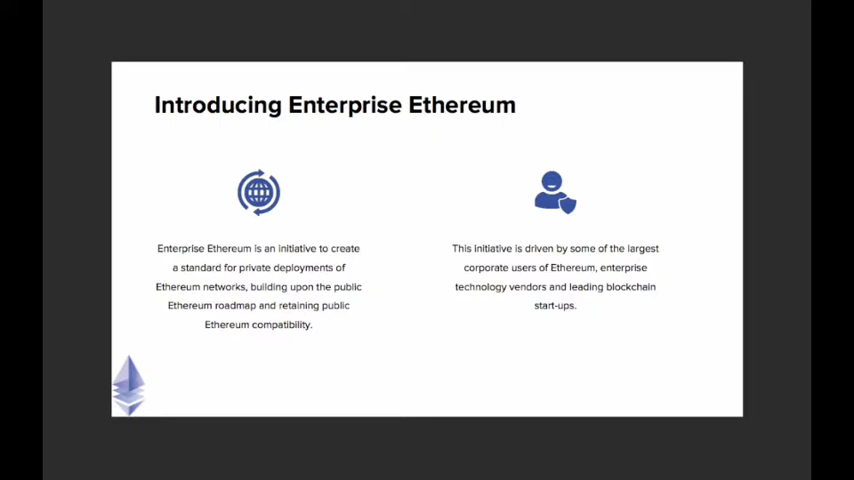 Introducing Enterprise Ethereum
Enterprise Ethereum is an initiative to create
a standard for private deployments of
Ethereum networks, building upon the public
Ethereum roadmap and retaining public
Ethereum compatibility.
This initiative is driven by some of the largest
corporate users of Ethereum, enterprise
technology vendors and leading blockchain
start-ups.